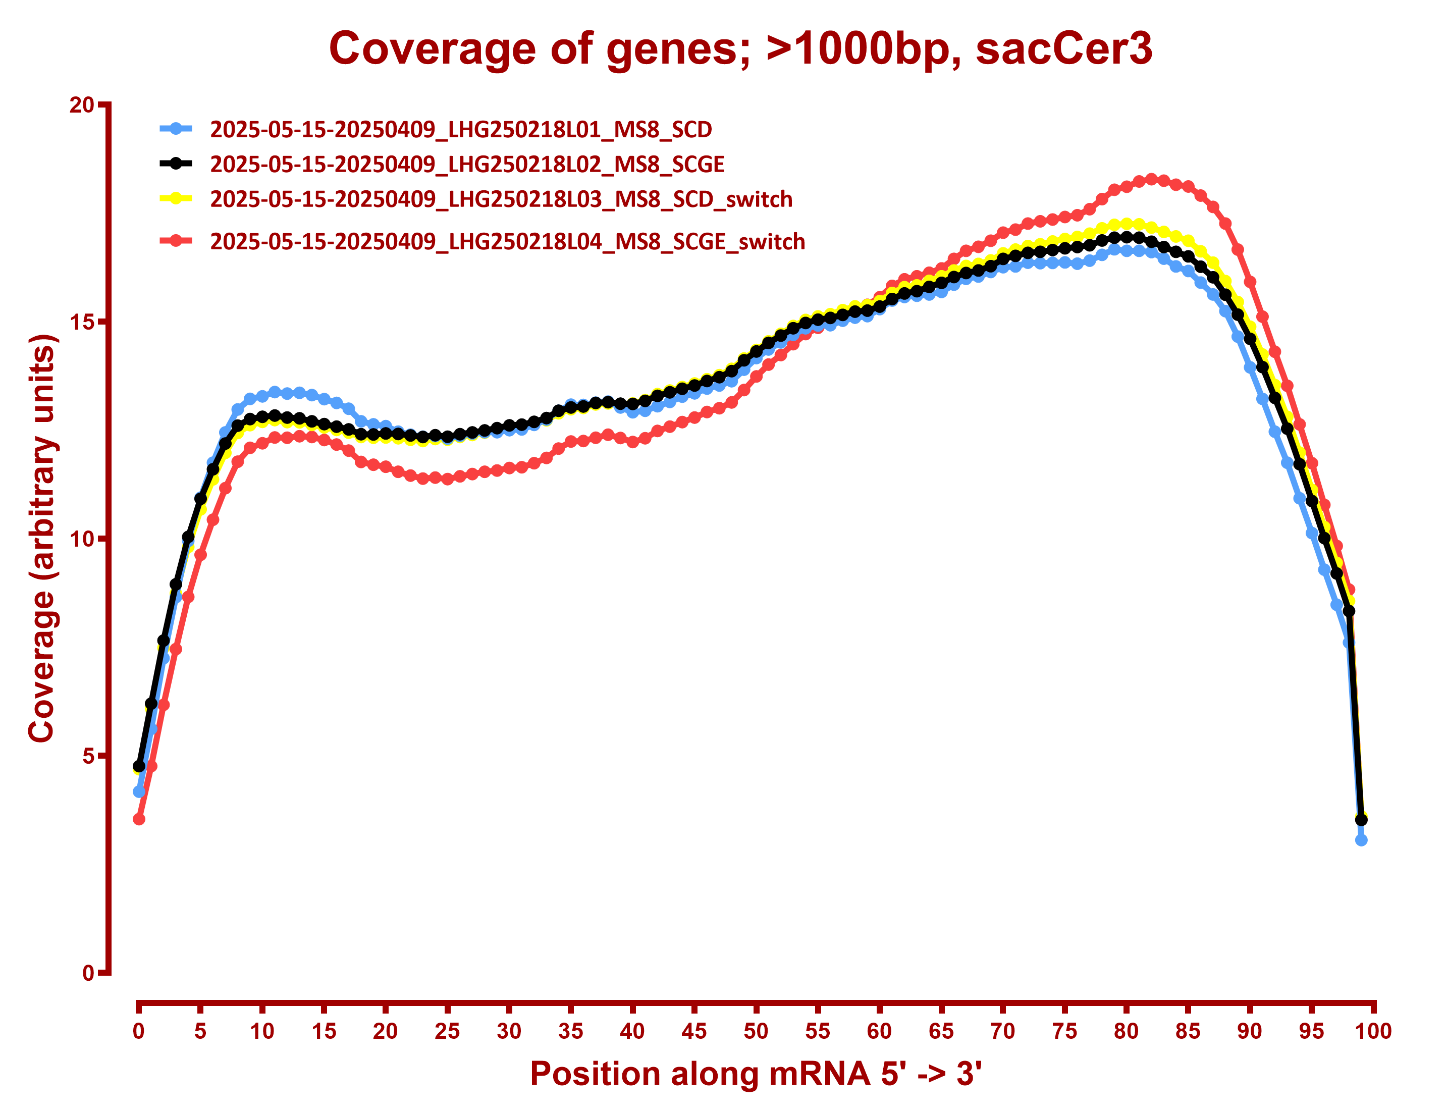 Coverage of genes; >1000bp, sacCer3
20
2025-05-15-20250409_LHG250218L01_MS8_SCD
2025-05-15-20250409_LHG250218L02_MS8_SCGE
2025-05-15-20250409_LHG250218L03_MS8_SCD_switch
2025-05-15-20250409_LHG250218L04_MS8_SCGE_switch
15
10
5
0
Coverage (arbitrary units)
0 5 10 15 20 25 30 35 40 45 50 55 60 65 70 75 80 85 90 95 100
Position along mRNA 5' -> 3'